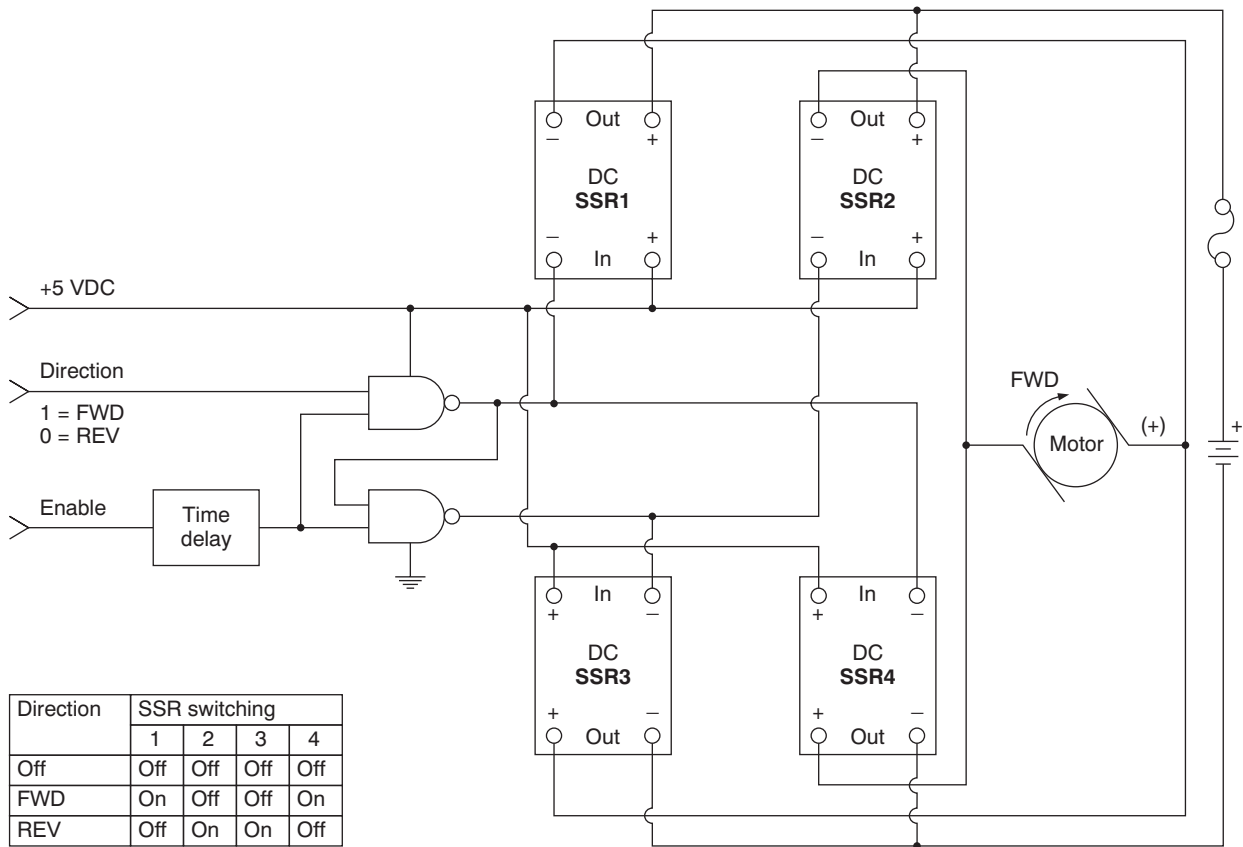 Out
− +
DC
SSR1
− +
In
Out
− +
DC
SSR2
− +
In
+5 VDC
Direction
1 = FWD
0 = REV
Enable
Time
delay
FWD
Motor
(+)
+
In
+ −
DC
SSR3
+ −
Out
In
+ −
DC
SSR4
+ −
Out
Direction SSR switching
1 2 3 4
Off Off Off Off Off
FWD On Off Off On
REV Off On On Off